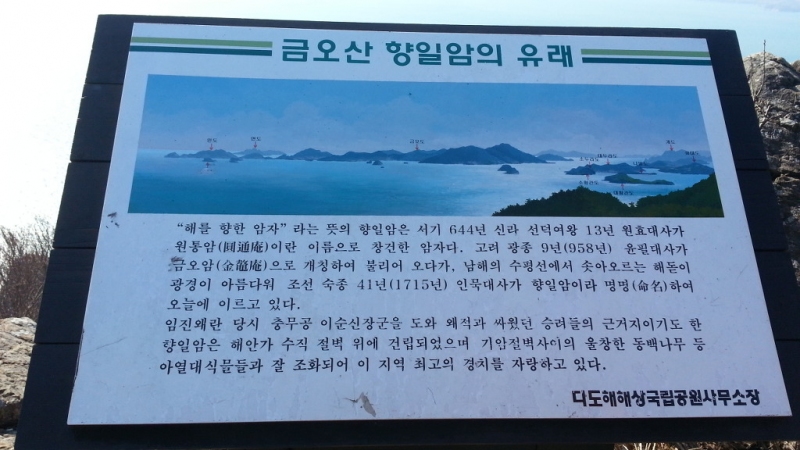 금오산 향일암의 유래
금오도
"해를 향한 암자" 라는 뜻의 향일암은 서기 644년 신라 선덕여왕 13년 원효대사가
원통암(圓通庵)이란 이름으로 창건한 암자다. 고려 광종 9년(958년) 윤필대사가
금오암(金鼇庵)으로 개칭하여 불리어 오다가, 남해의 수평선에서 솟아오르는 해돋이
광경이 아름다워 조선 숙종 41년(1715년) 인묵대사가 향일암이라 명명(命名)하여
오늘에 이르고 있다.
임진왜란 당시 충무공 이순신장군을 도와 왜적과 싸웠던 승려들의 근거지이기도 한
향일암은 해안가 수직 절벽 위에 건립되었으며 기암절벽사이의 울창한 동백나무 등
아열대식물들과 잘 조화되어 이 지역 최고의 경치를 자랑하고 있다.
다도해해상국립공원사무소장